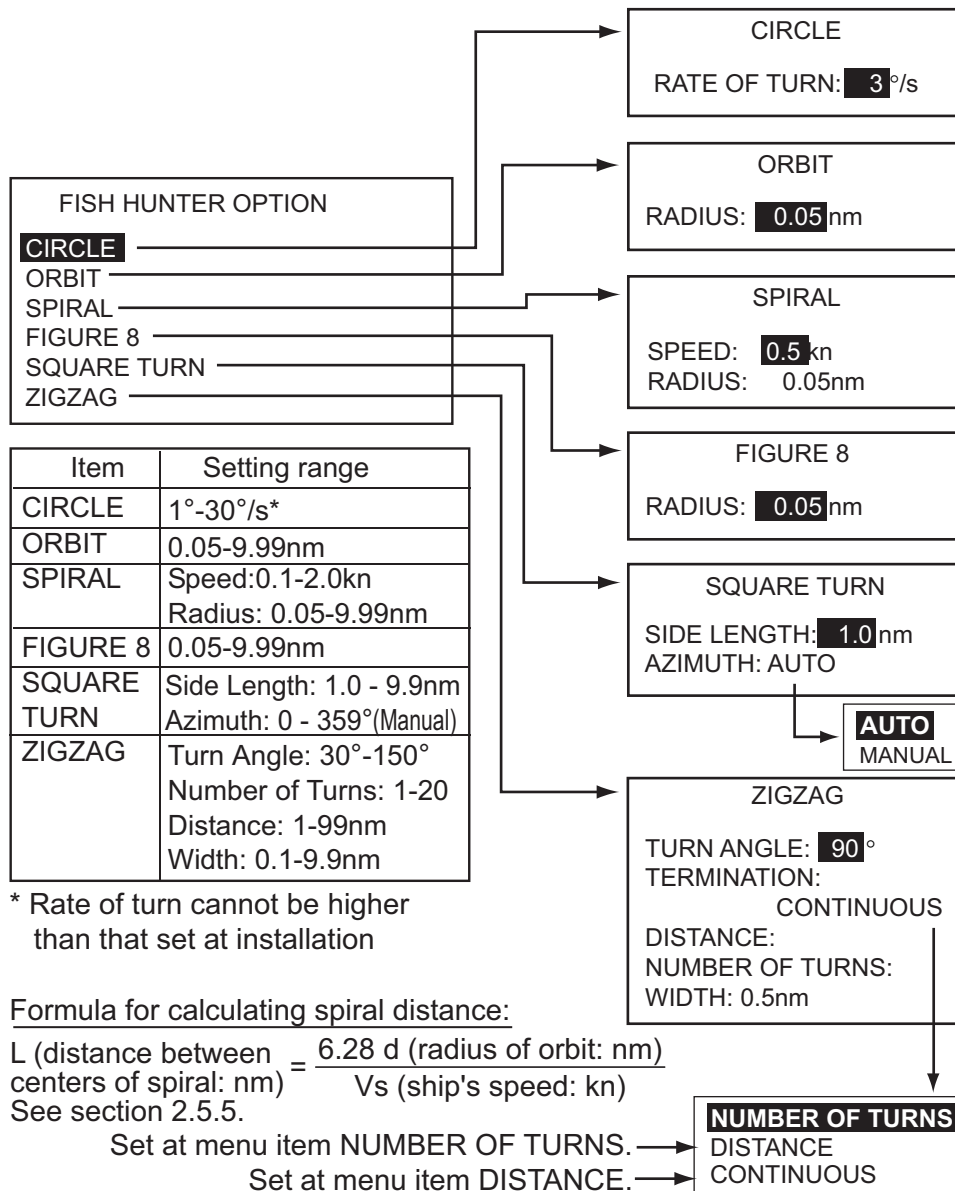 FISH HUNTER OPTION
CIRCLE
ORBIT
SPIRAL
FIGURE 8
SQUARE TURN
ZIGZAG
CIRCLE
RATE OF TURN: 3 °/s
ORBIT
RADIUS: 0.05 nm
SPIRAL
SPEED: 0.5 kn
RADIUS: 0.05nm
FIGURE 8
RADIUS: 0.05 nm
SQUARE TURN
SIDE LENGTH: 1.0 nm
AZIMUTH: AUTO
AUTO
MANUAL
ZIGZAG
TURN ANGLE: 90 °
TERMINATION:
CONTINUOUS
DISTANCE:
NUMBER OF TURNS:
WIDTH: 0.5nm
NUMBER OF TURNS
DISTANCE
CONTINUOUS
Item Setting range
CIRCLE 1°-30°/s*
ORBIT 0.05-9.99nm
SPIRAL Speed:0.1-2.0kn
Radius: 0.05-9.99nm
FIGURE 8 0.05-9.99nm
SQUARE Side Length: 1.0 - 9.9nm
TURN Azimuth: 0 - 359°(Manual)
ZIGZAG Turn Angle: 30°-150°
Number of Turns: 1-20
Distance: 1-99nm
Width: 0.1-9.9nm
* Rate of turn cannot be higher
than that set at installation
Formula for calculating spiral distance:
L (distance between
centers of spiral: nm) = 6.28 d (radius of orbit: nm)
Vs (ship's speed: kn)
See section 2.5.5.
Set at menu item NUMBER OF TURNS.
Set at menu item DISTANCE.